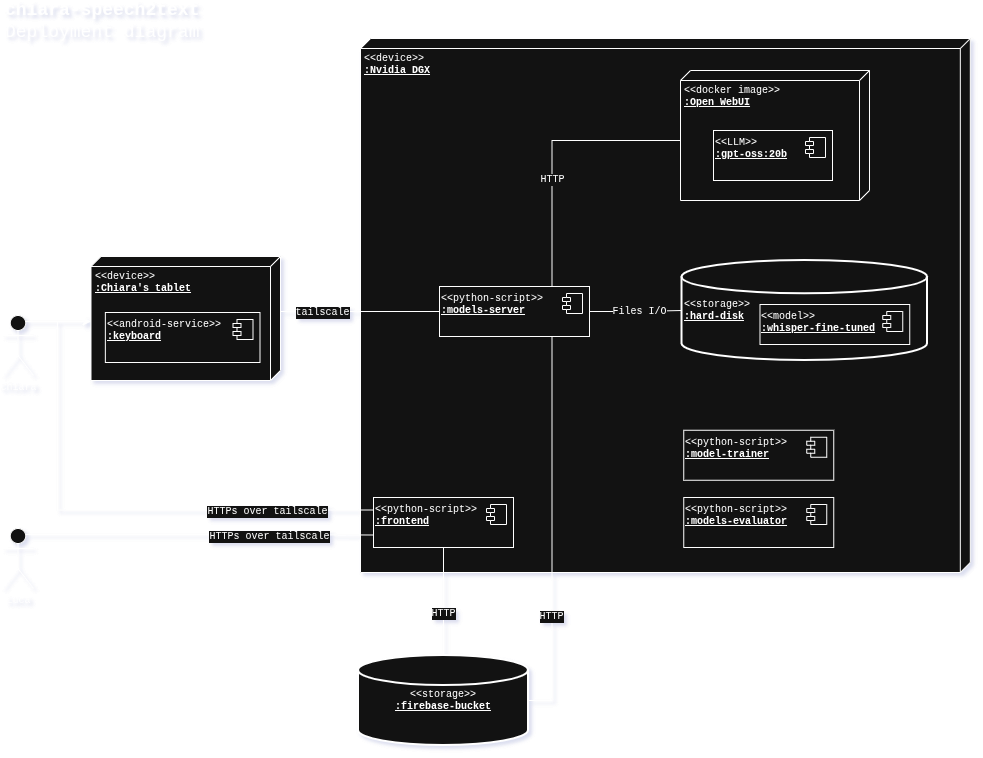 chiara-speech2text
Deployment diagram
<<device>>
:Nvidia DGX
<<docker image>>
:Open WebUI
<<LLM>>
:gpt-oss:20b
HTTP
<<device>>
:Chiara's tablet
<<android-service>>
:keyboard
tailscale
<<python-script>>
:models-server
Files I/O
<<storage>>
:hard-disk
<<model>>
:whisper-fine-tuned
Chiara
<<python-script>>
:model-trainer
HTTPs over tailscale
<<python-script>>
:frontend
<<python-script>>
:models-evaluator
HTTPs over tailscale
HTTP
HTTP
<<storage>>
:firebase-bucket